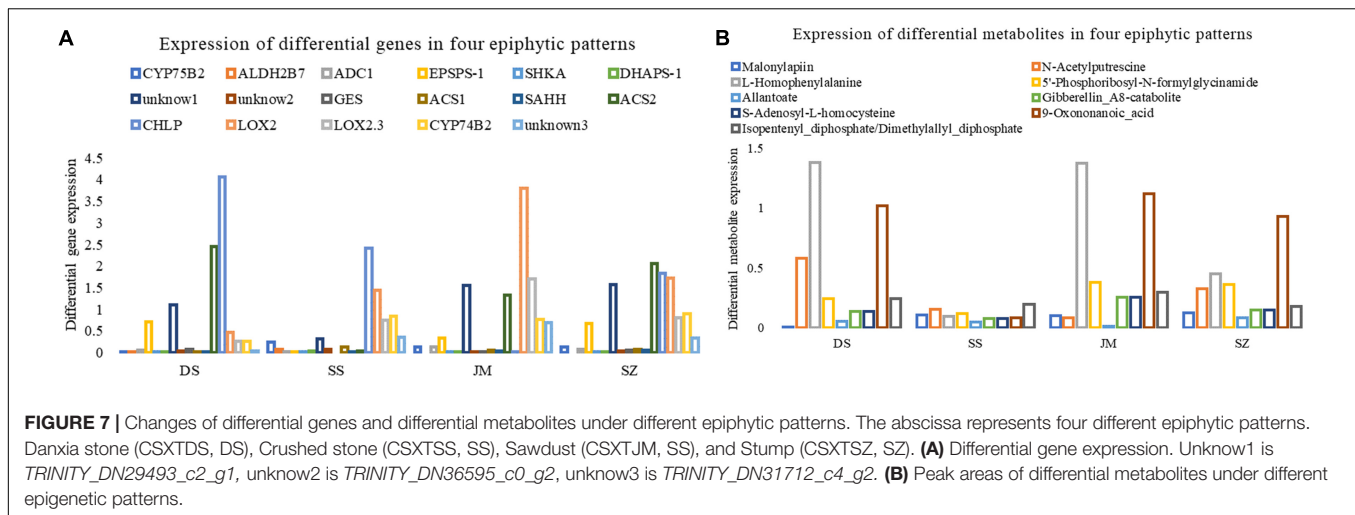 A
Expression of differential genes in four epiphytic patterns
CYP75B2 ALDH2B7 ADC1 EPSPS-1 SHKA DHAPS-1
unknow1 unknow2 GES ACS1 SAHH ACS2
CHLP LOX2 LOX2.3 CYP74B2 unknown3
Differential gene expression
4.5
4
3.5
3
2.5
2
1.5
1
0.5
0
DS SS JM SZ
B
Expression of differential metabolites in four epiphytic patterns
Malonylapiin N-Acetylputrescine
L-Homophenylalanine 5'-Phosphoribosyl-N-formylglycinamide
Allantoate Gibberellin_A8-catabolite
S-Adenosyl-L-homocysteine 9-Oxononanoic_acid
Isopentenyl_diphosphate/Dimethylallyl_diphosphate
Differential metabolite expression
1.5
1
0.5
0
DS SS JM SZ
FIGURE 7 | Changes of differential genes and differential metabolites under different epiphytic patterns. The abscissa represents four different epiphytic patterns.
Danxia stone (CSXTDS, DS), Crushed stone (CSXTSS, SS), Sawdust (CSXTJM, SS), and Stump (CSXTSZ, SZ). (A) Differential gene expression. Unknow1 is
TRINITY_DN29493_c2_g1, unknow2 is TRINITY_DN36595_c0_g2, unknow3 is TRINITY_DN31712_c4_g2. (B) Peak areas of differential metabolites under different
epigenetic patterns.